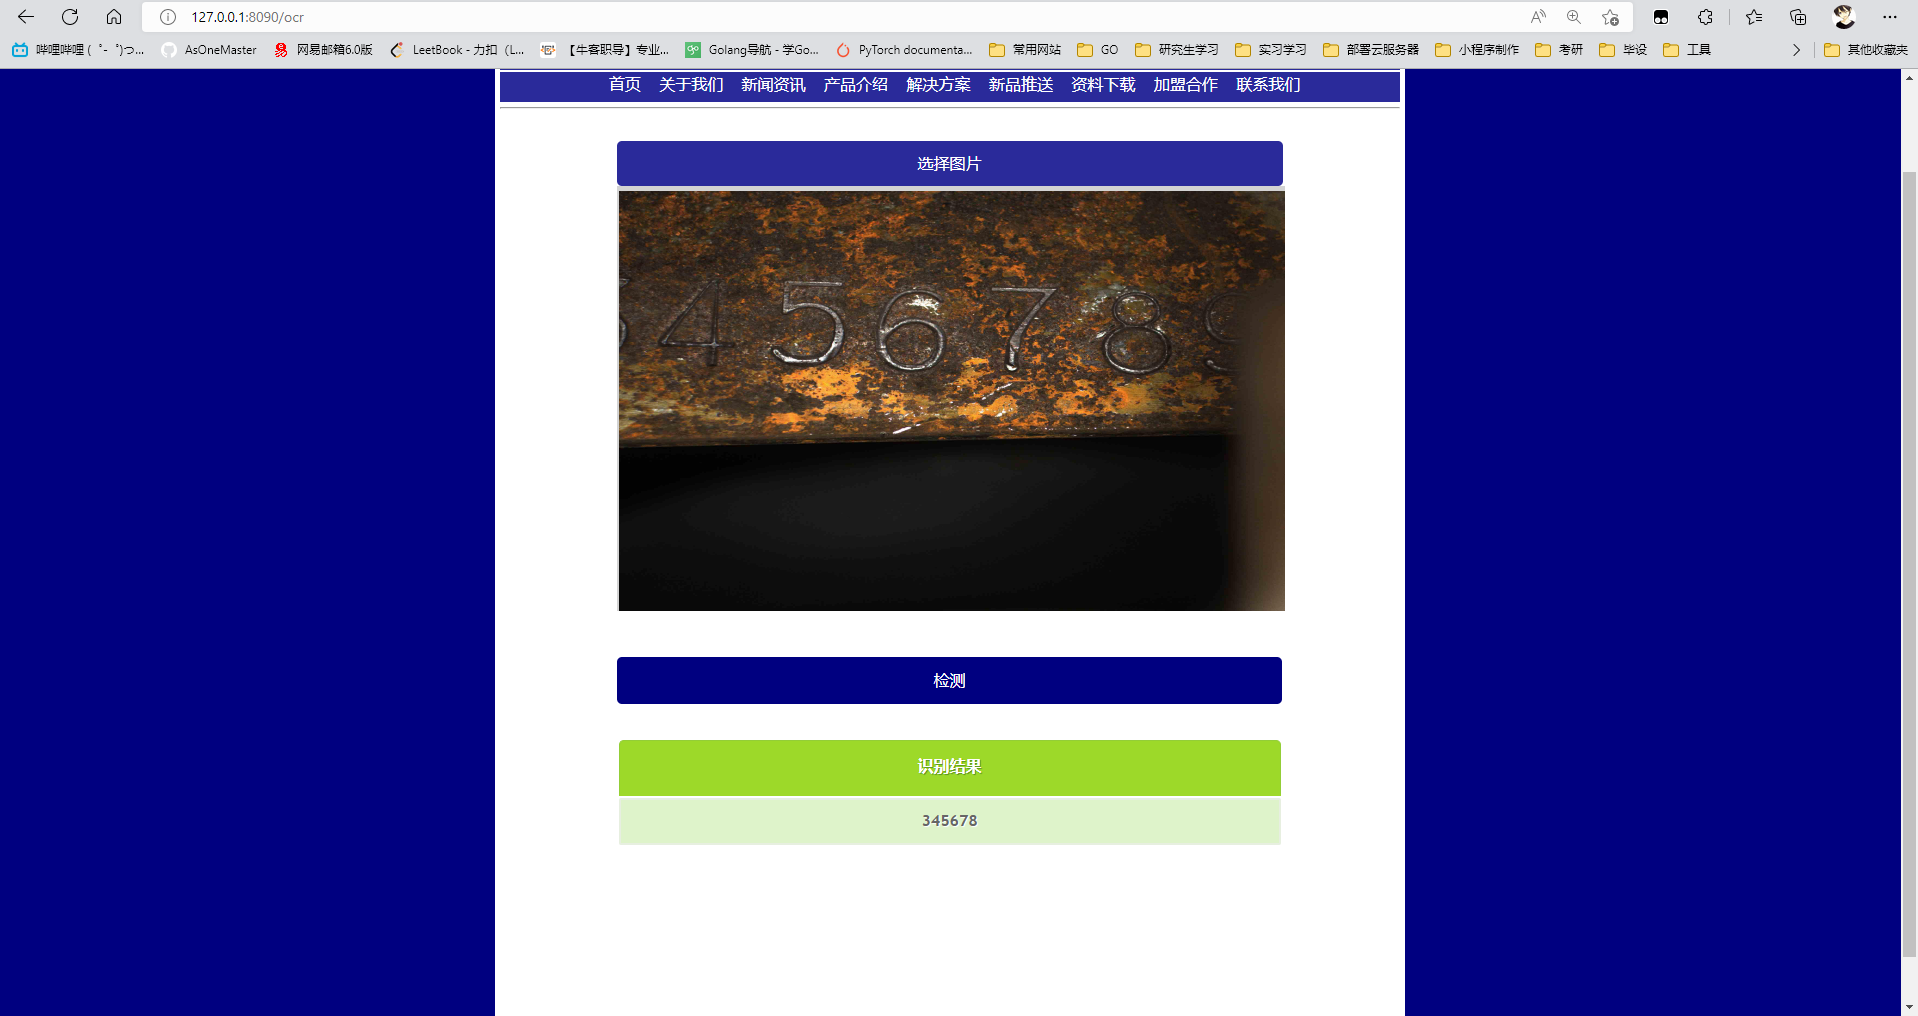 127.0.0.1:8090/ocr
哔哩哔哩 (゜-゜)つ... AsOneMaster 网易邮箱6.0版 LeetBook - 力扣 (L... 【牛客职导】专业... Golang导航 - 学Go... PyTorch documenta... 常用网站 GO 研究生学习 实习学习 部署云服务器 小程序制作 考研 毕设 工具 其他收藏夹
首页 关于我们 新闻资讯 产品介绍 解决方案 新品推送 资料下载 加盟合作 联系我们
选择图片
45678
检测
识别结果
345678